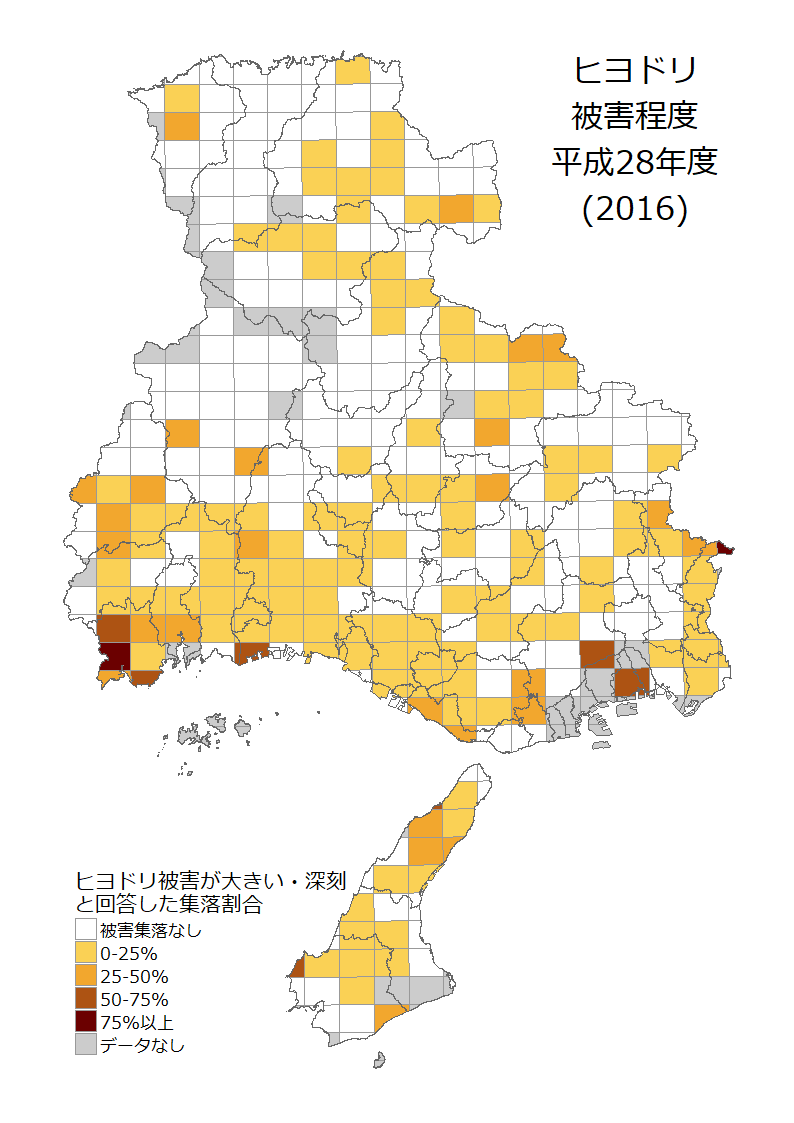 ヒヨドリ
被害程度
平成28年度
(2016)
ヒヨドリ被害が大きい・深刻
と回答した集落割合
被害集落なし
0-25%
25-50%
50-75%
75%以上
データなし